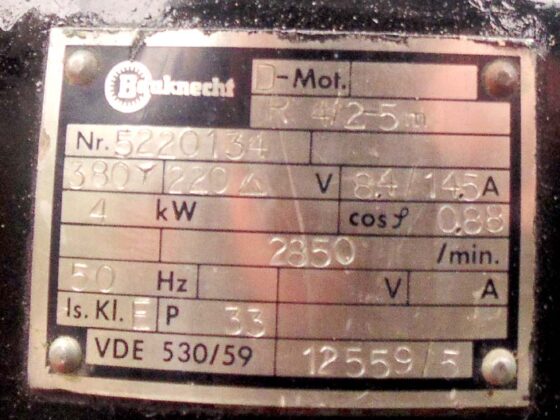 Bauknecht D-Mot.
R 4/2-5m
Nr. 5220134
380 Y 220 △ V 8,4/14,5 A
4 kW cos φ 0,88
2850 /min.
50 Hz V A
Is. Kl. E P 33
VDE 530/59 12559/5